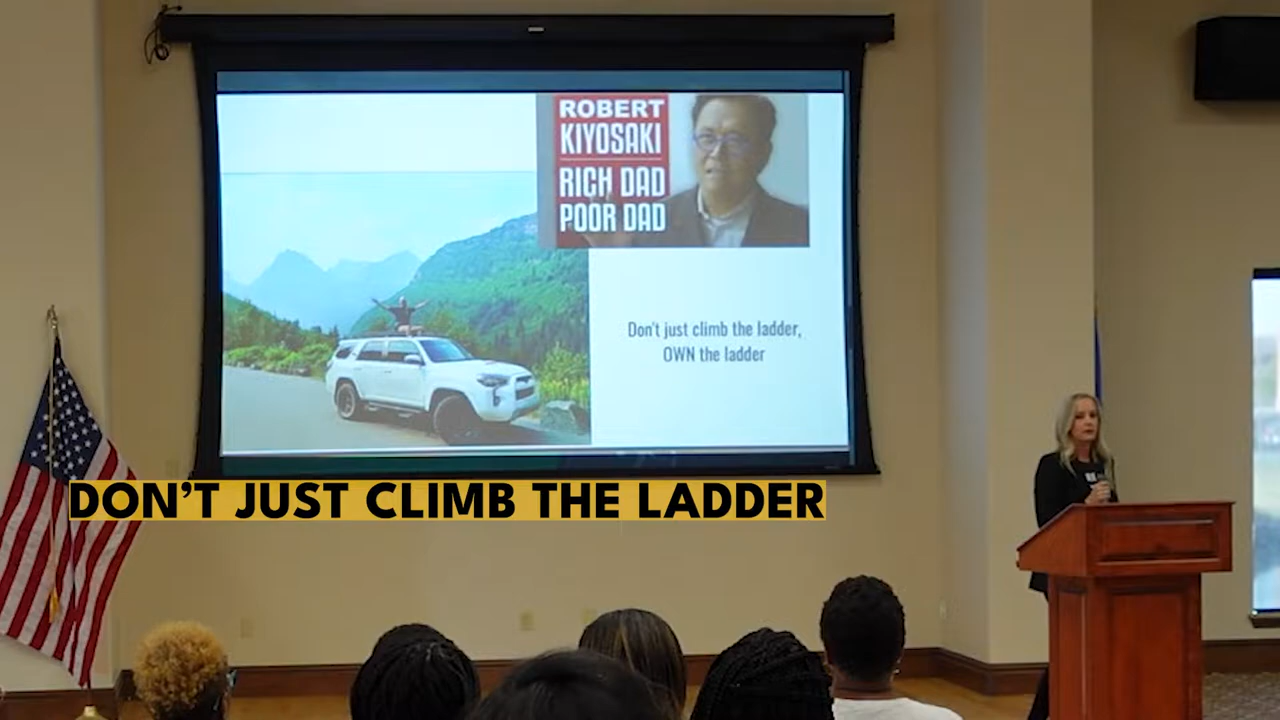 ROBERT
KIYOSAKI
RICH DAD
POOR DAD
Don't just climb the ladder,
OWN the ladder
DON’T JUST CLIMB THE LADDER